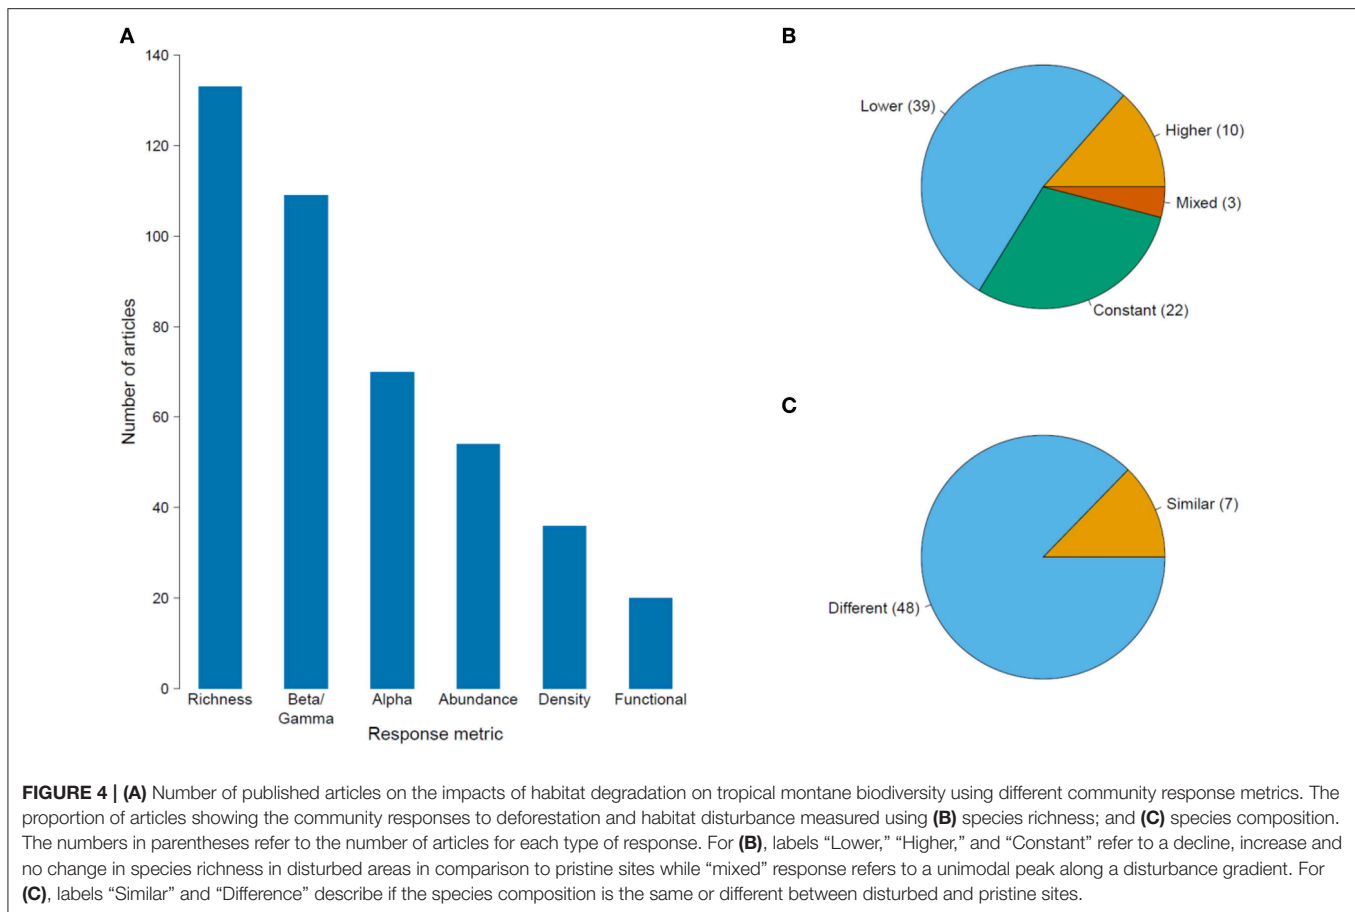 A
140
120
100
80
60
40
20
0
Number of articles
Richness
Beta/
Gamma
Alpha
Abundance
Density
Functional
Response metric
B
Lower (39)
Higher (10)
Mixed (3)
Constant (22)
C
Similar (7)
Different (48)
FIGURE 4 | (A) Number of published articles on the impacts of habitat degradation on tropical montane biodiversity using different community response metrics. The
proportion of articles showing the community responses to deforestation and habitat disturbance measured using (B) species richness; and (C) species composition.
The numbers in parentheses refer to the number of articles for each type of response. For (B), labels “Lower,” “Higher,” and “Constant” refer to a decline, increase and
no change in species richness in disturbed areas in comparison to pristine sites while “mixed” response refers to a unimodal peak along a disturbance gradient. For
(C), labels “Similar” and “Difference” describe if the species composition is the same or different between disturbed and pristine sites.